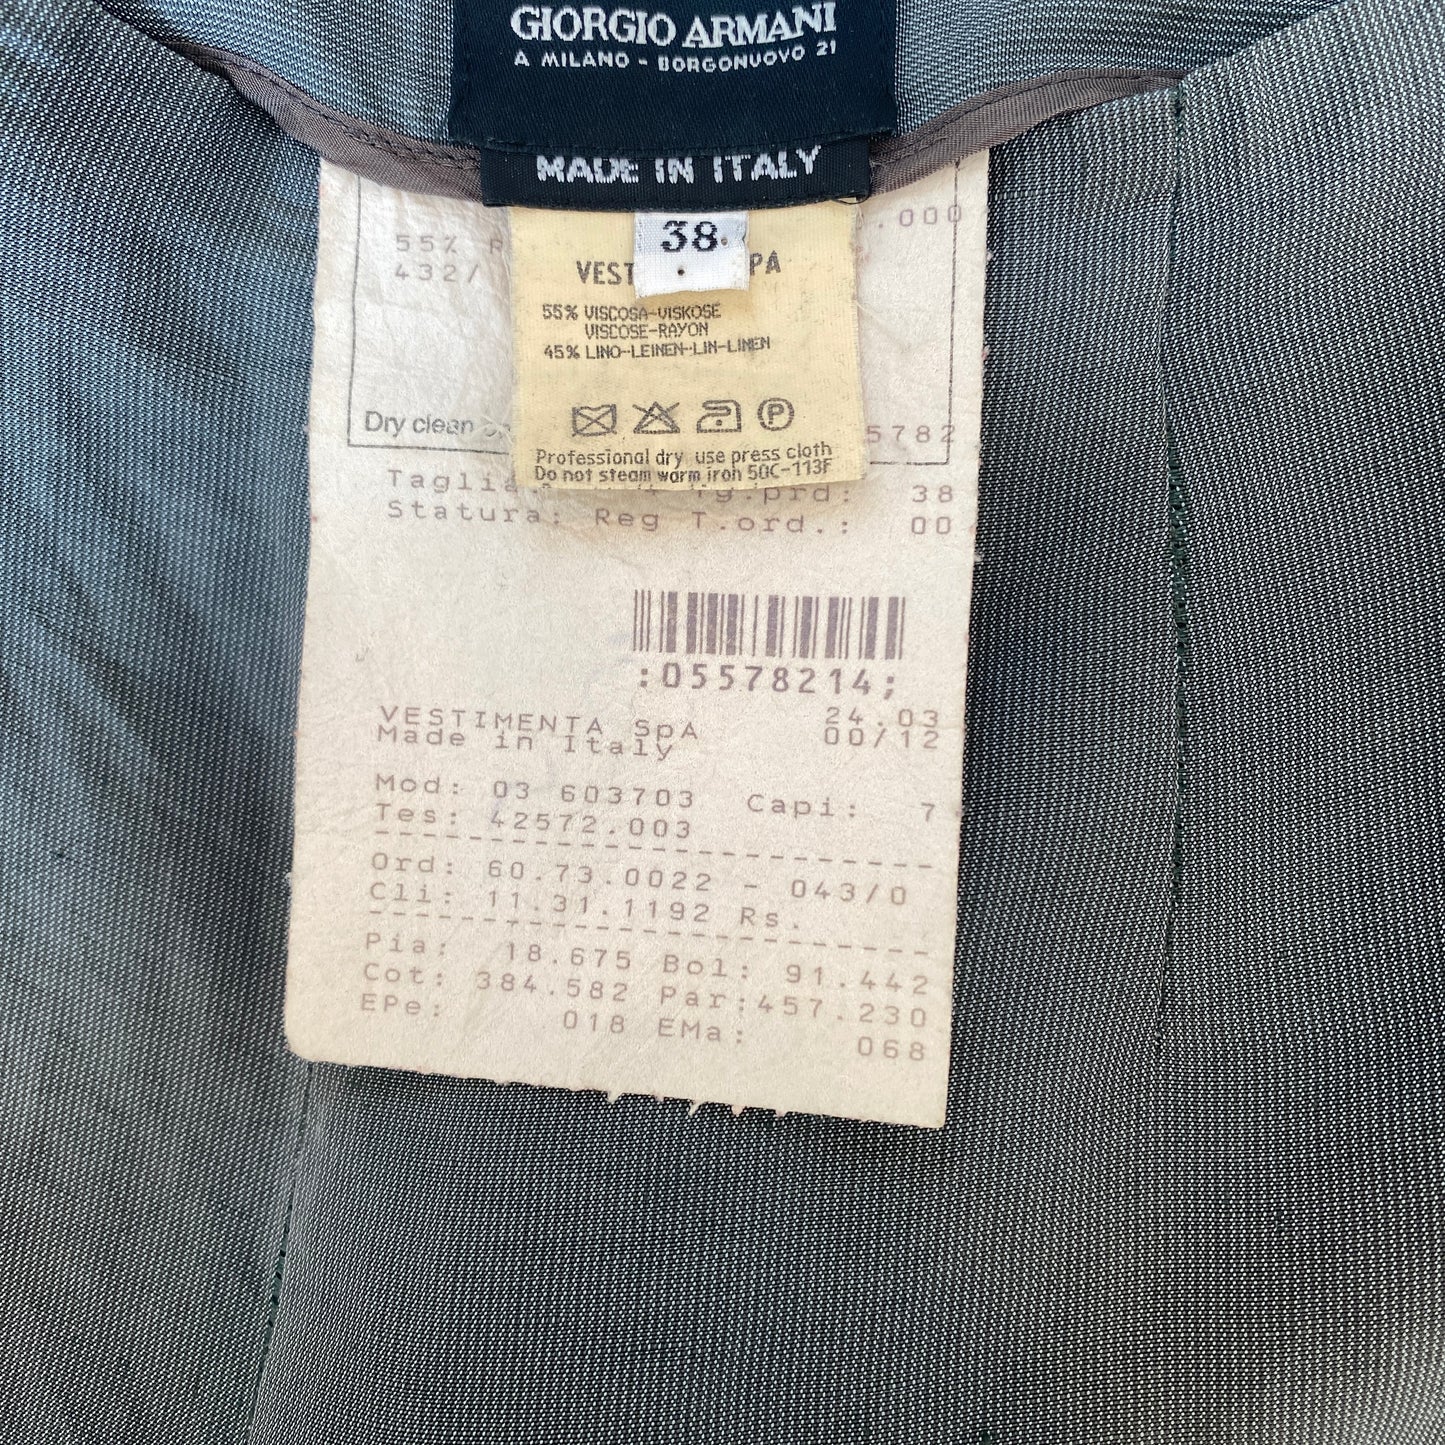 GIORGIO ARMANI
A MILANO - BORGONUOVO 21
MADE IN ITALY
38
.000
55%
432/
VEST PA
55% VISCOSA-VISKOSE
VISCOSE-RAYON
45% LINO-LEINEN-LIN-LINEN
P
Dry clean
5782
Professional dry use press cloth
Do not steam warm iron 50C-113F
Taglia: .prd: 38
Statura: Reg T.ord.: 00
:05578214;
VESTIMENTA SpA 24.03
Made in Italy 00/12
Mod: 03 603703 Capi: 7
Tes: 42572.003
Ord: 60.73.0022 - 043/0
Cli: 11.31.1192 Rs.
Pia: 18.675 Bol: 91.442
Cot: 384.582 Par:457.230
EPe: 018 EMa: 068